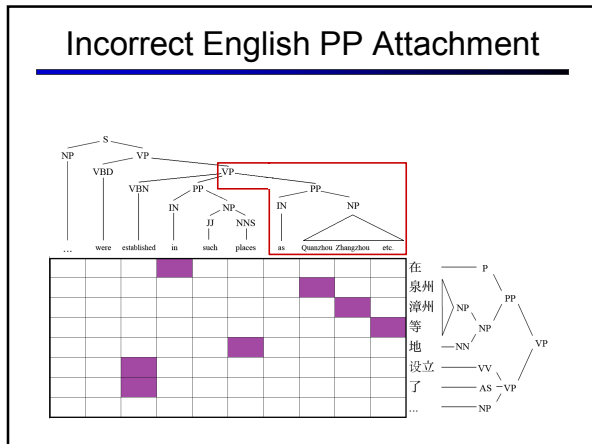 Incorrect English PP Attachment
S
NP VP
VBD VP
VBN PP PP
IN NP IN NP
JJ NNS
... were established in such places as Quanzhou Zhangzhou etc.
在 P
泉州
PP
漳州 NP
等 NP
地 NN VP
设立 VV
了 AS VP
... NP